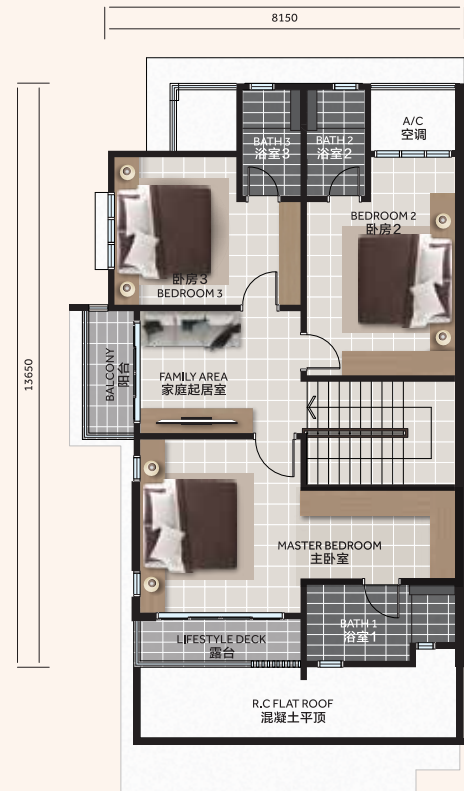 8150
A/C
空调
BATH 3
浴室3
BATH 2
浴室2
BEDROOM 2
卧房2
卧房3
BEDROOM 3
13650
BALCONY
阳台
FAMILY AREA
家庭起居室
MASTER BEDROOM
主卧室
BATH 1
浴室1
LIFESTYLE DECK
露台
R.C FLAT ROOF
混凝土平顶